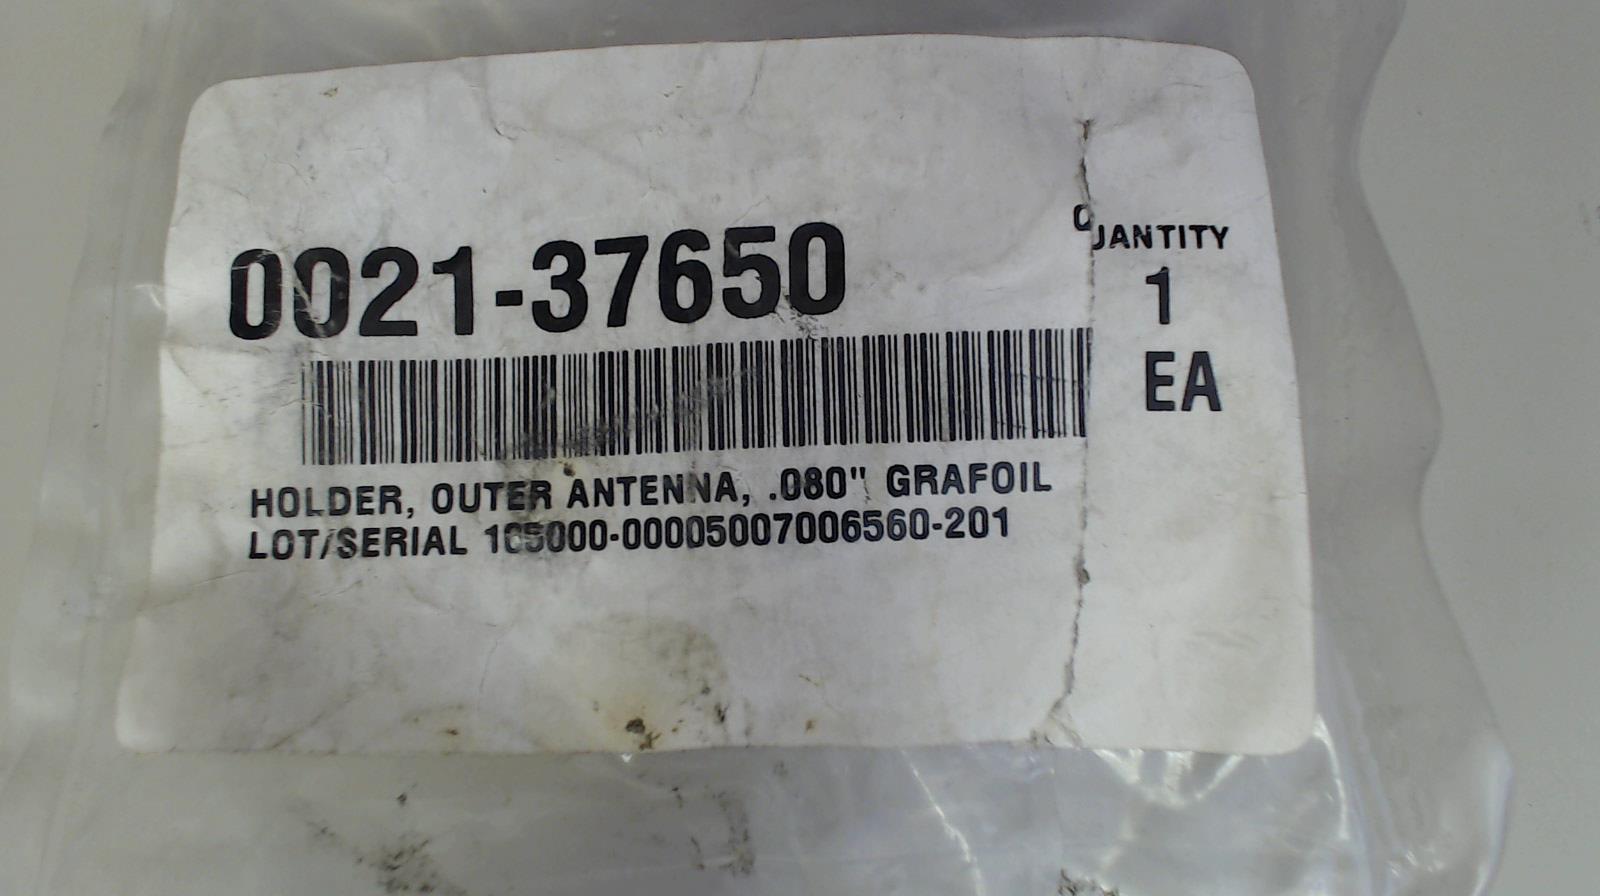 0021-37650
QUANTITY
1
EA
HOLDER, OUTER ANTENNA, .080" GRAFOIL
LOT/SERIAL 105000-00005007006560-201